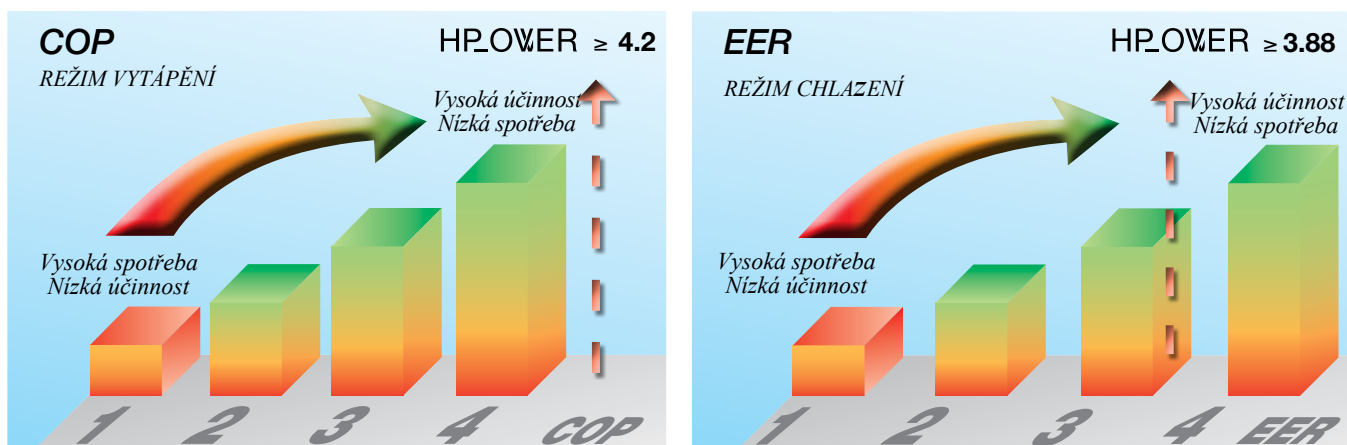 COP
HP_OWER ≥ 4.2
REŽIM VYTÁPĚNÍ
Vysoká účinnost
Nízká spotřeba
Vysoká spotřeba
Nízká účinnost
1 2 3 4 COP
EER
HP_OWER ≥ 3.88
REŽIM CHLAZENÍ
Vysoká účinnost
Nízká spotřeba
Vysoká spotřeba
Nízká účinnost
1 2 3 4 EER